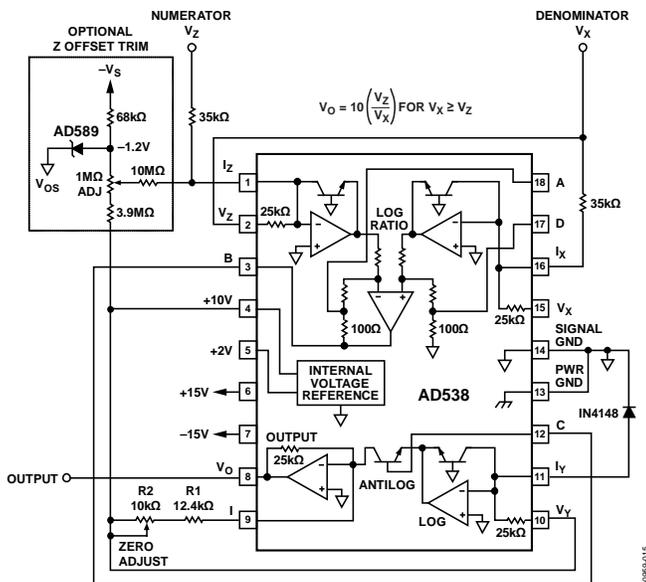 NUMERATOR
V_Z
DENOMINATOR
V_X
OPTIONAL
Z OFFSET TRIM
–V_S
68kΩ
AD589
–1.2V
V_OS
1MΩ
ADJ
10MΩ
3.9MΩ
35kΩ
V_O = 10 (V_Z/V_X) FOR V_X ≥ V_Z
35kΩ
I_Z
1
V_Z
2
25kΩ
B
3
+10V
4
+2V
5
+15V
6
–15V
7
OUTPUT
V_O
8
I
9
R2
10kΩ
R1
12.4kΩ
ZERO
ADJUST
LOG
RATIO
100Ω
100Ω
INTERNAL
VOLTAGE
REFERENCE
AD538
OUTPUT
25kΩ
ANTILOG
LOG
25kΩ
18
A
17
D
I_X
16
15
V_X
25kΩ
14
SIGNAL
GND
13
PWR
GND
IN4148
12
C
11
I_Y
10
V_Y